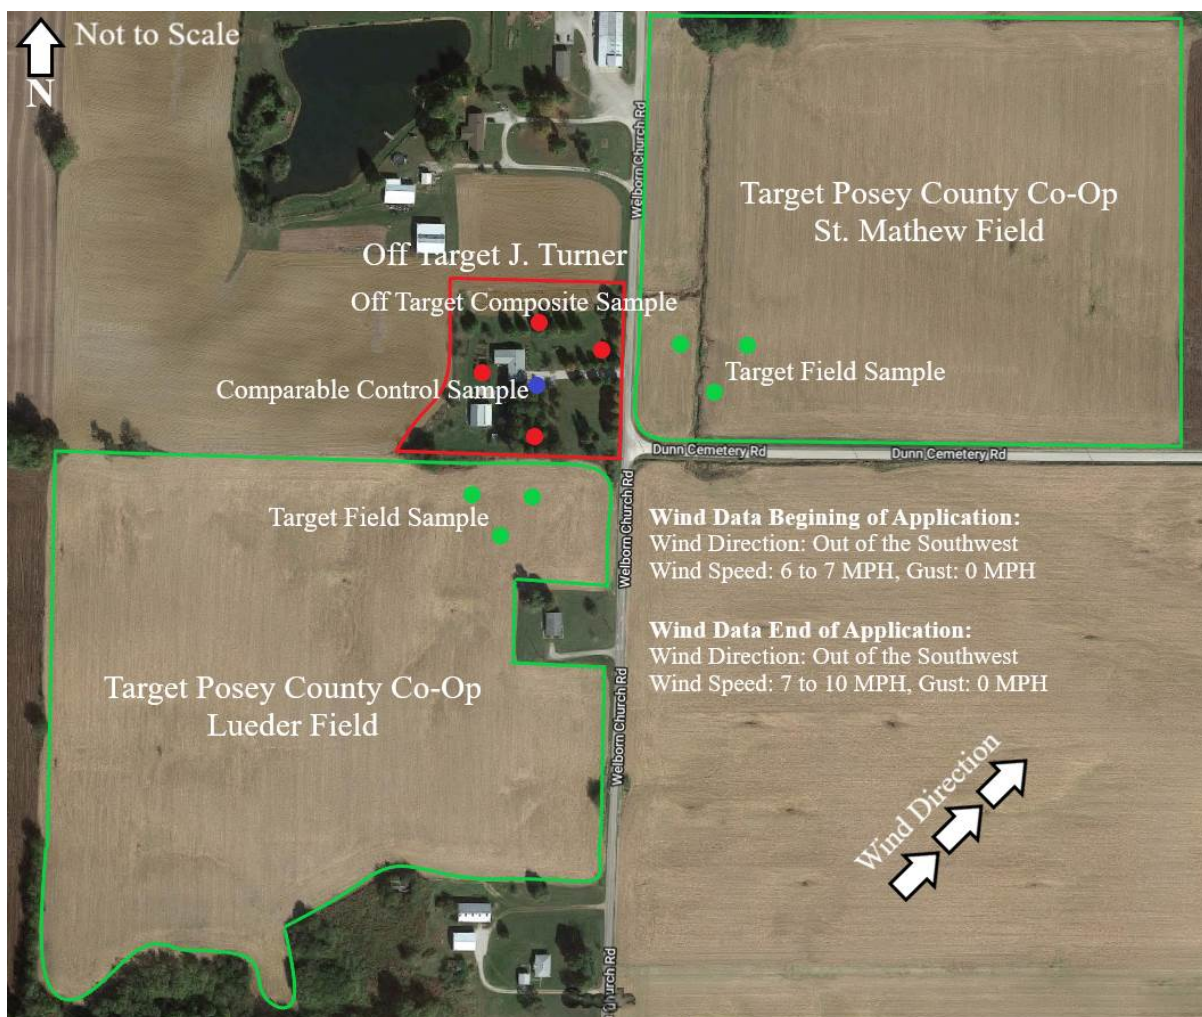 Not to Scale
N
Welborn Church Rd
Target Posey County Co-Op
St. Mathew Field
Off Target J. Turner
Off Target Composite Sample
Target Field Sample
Comparable Control Sample
Dunn Cemetery Rd
Dunn Cemetery Rd
Target Field Sample
Welborn Church Rd
Wind Data Begining of Application:
Wind Direction: Out of the Southwest
Wind Speed: 6 to 7 MPH, Gust: 0 MPH
Wind Data End of Application:
Wind Direction: Out of the Southwest
Wind Speed: 7 to 10 MPH, Gust: 0 MPH
Target Posey County Co-Op
Lueder Field
Welborn Church Rd
Wind Direction
Church Rd